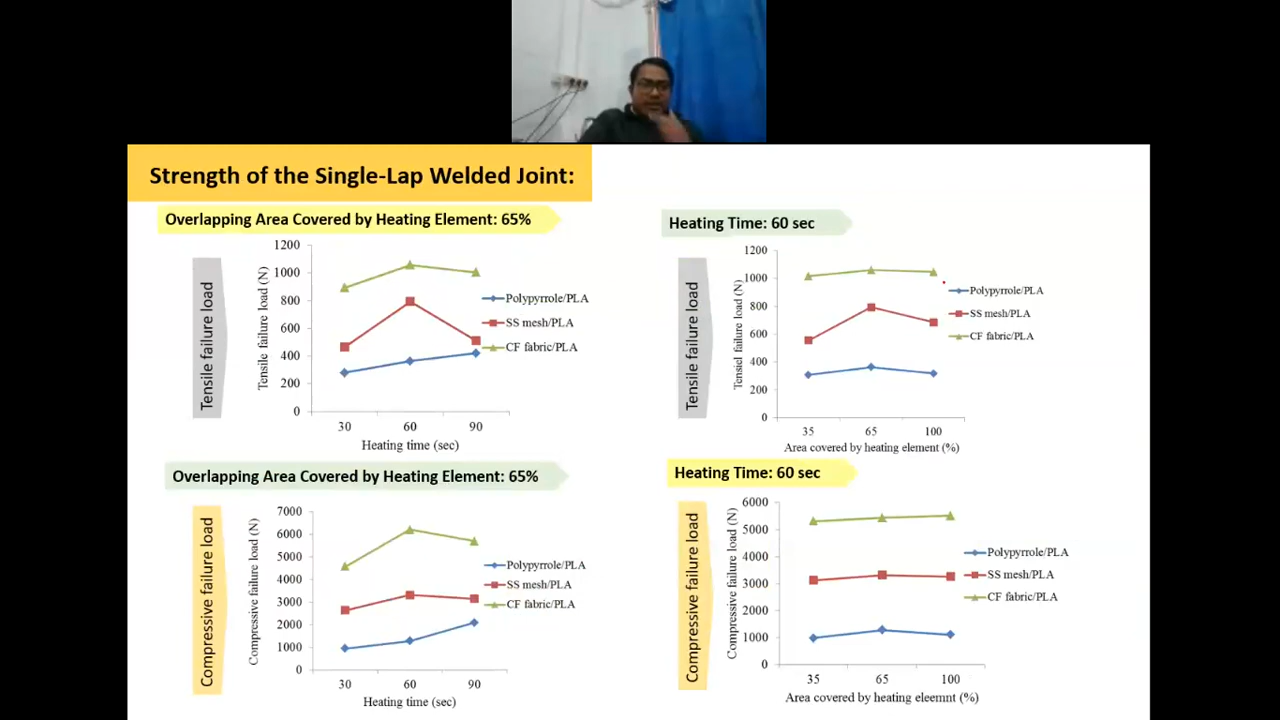 Strength of the Single-Lap Welded Joint:
Overlapping Area Covered by Heating Element: 65%
Tensile failure load
Tensile failure load (N)
1200
1000
800
600
400
200
0
30 60 90
Heating time (sec)
Polypyrrole/PLA
SS mesh/PLA
CF fabric/PLA
Heating Time: 60 sec
Tensile failure load
Tensiel failure load (N)
1200
1000
800
600
400
200
0
35 65 100
Area covered by heating element (%)
Polypyrrole/PLA
SS mesh/PLA
CF fabric/PLA
Overlapping Area Covered by Heating Element: 65%
Compressive failure load
Compressive failure load (N)
7000
6000
5000
4000
3000
2000
1000
0
30 60 90
Heating time (sec)
Polypyrrole/PLA
SS mesh/PLA
CF fabric/PLA
Heating Time: 60 sec
Compressive failure load
Compressive failure load (N)
6000
5000
4000
3000
2000
1000
0
35 65 100
Area covered by heating eleemnt (%)
Polypyrrole/PLA
SS mesh/PLA
CF fabric/PLA